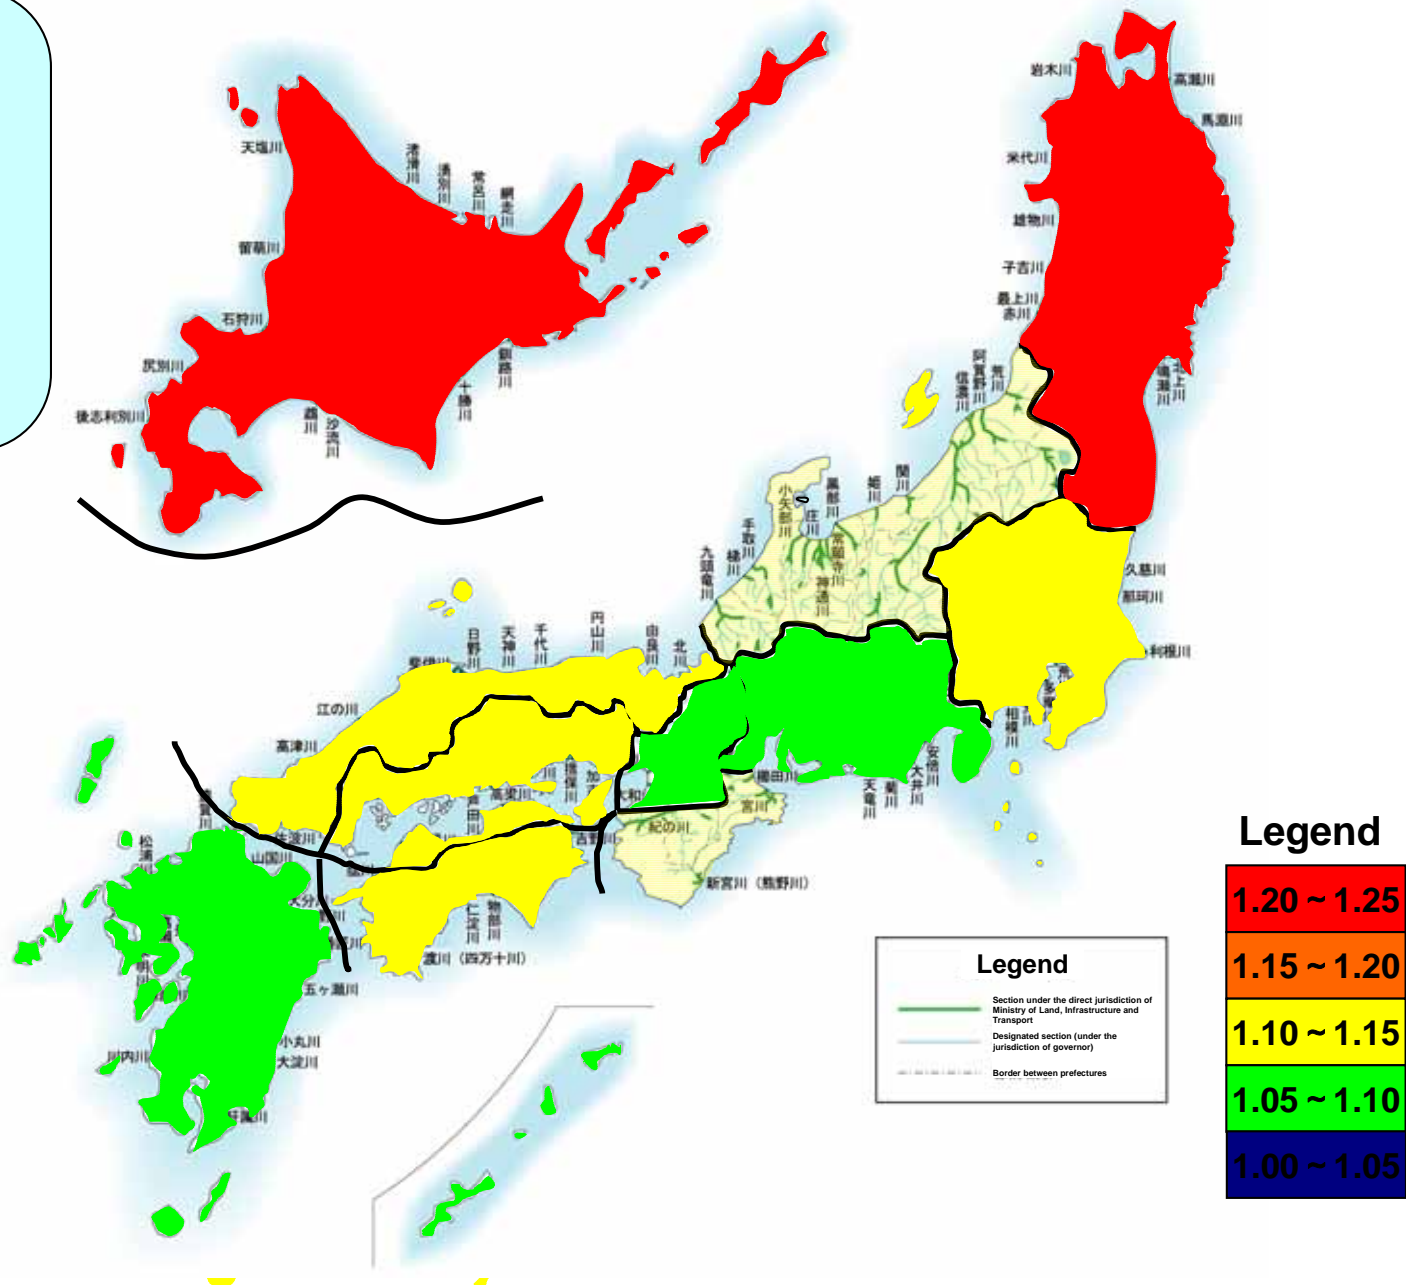 岩木川
高瀬川
馬淵川
米代川
雄物川
子吉川
最上川
赤川
天塩川
渚滑川
湧別川
常呂川
網走川
留萌川
石狩川
尻別川
後志利別川
鵡川
沙流川
十勝川
釧路川
北上川
鳴瀬川
荒川
阿賀野川
信濃川
関川
姫川
黒部川
小矢部川
庄川
常願寺川
神通川
手取川
梯川
九頭竜川
久慈川
那珂川
利根川
相模川
北川
由良川
円山川
千代川
天神川
日野川
江の川
高津川
佐波川
高梁川
揖保川
吉野川
櫛田川
宮川
紀の川
新宮川（熊野川）
安倍川
大井川
菊川
天竜川
物部川
仁淀川
渡川（四万十川）
山国川
五ヶ瀬川
小丸川
大淀川
川内川
Legend
Section under the direct jurisdiction of
Ministry of Land, Infrastructure and
Transport
Designated section (under the
jurisdiction of governor)
Border between prefectures
Legend
1.20 ~ 1.25
1.15 ~ 1.20
1.10 ~ 1.15
1.05 ~ 1.10
1.00 ~ 1.05